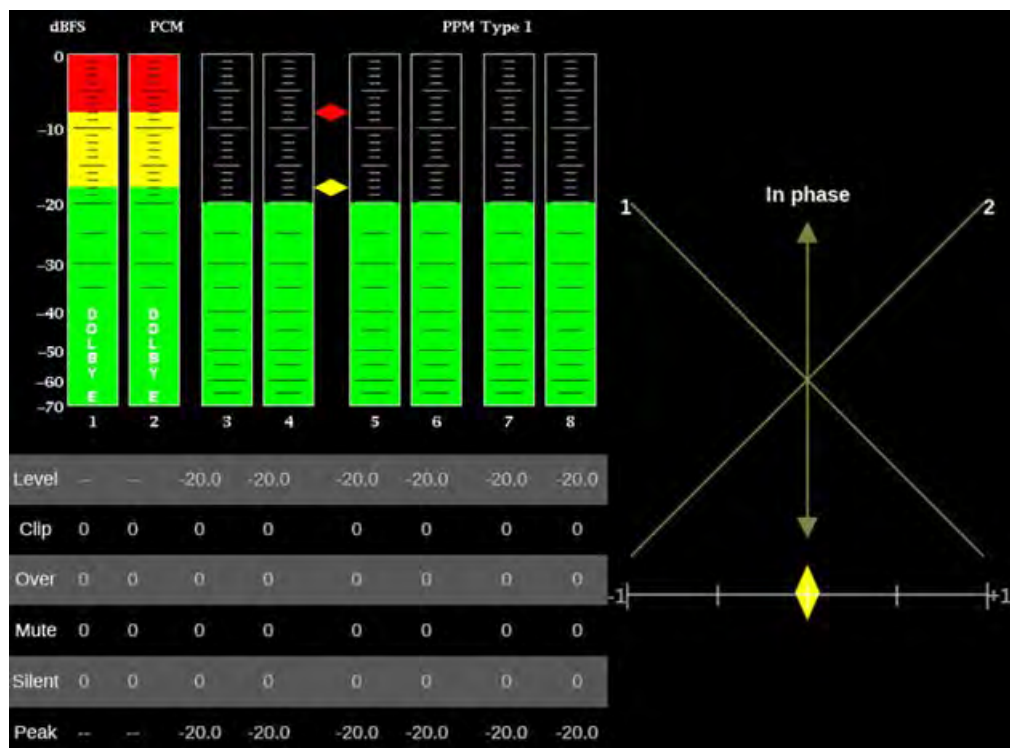 dBFS PCM PPM Type 1
0
-10
-20
-30
-40
-50
-60
-70
DOLBY E
DOLBY E
1 2 3 4 5 6 7 8
Level -- -- -20.0 -20.0 -20.0 -20.0 -20.0 -20.0
Clip 0 0 0 0 0 0 0 0
Over 0 0 0 0 0 0 0 0
Mute 0 0 0 0 0 0 0 0
Silent 0 0 0 0 0 0 0 0
Peak -- -- -20.0 -20.0 -20.0 -20.0 -20.0 -20.0
In phase
1 2
-1 +1